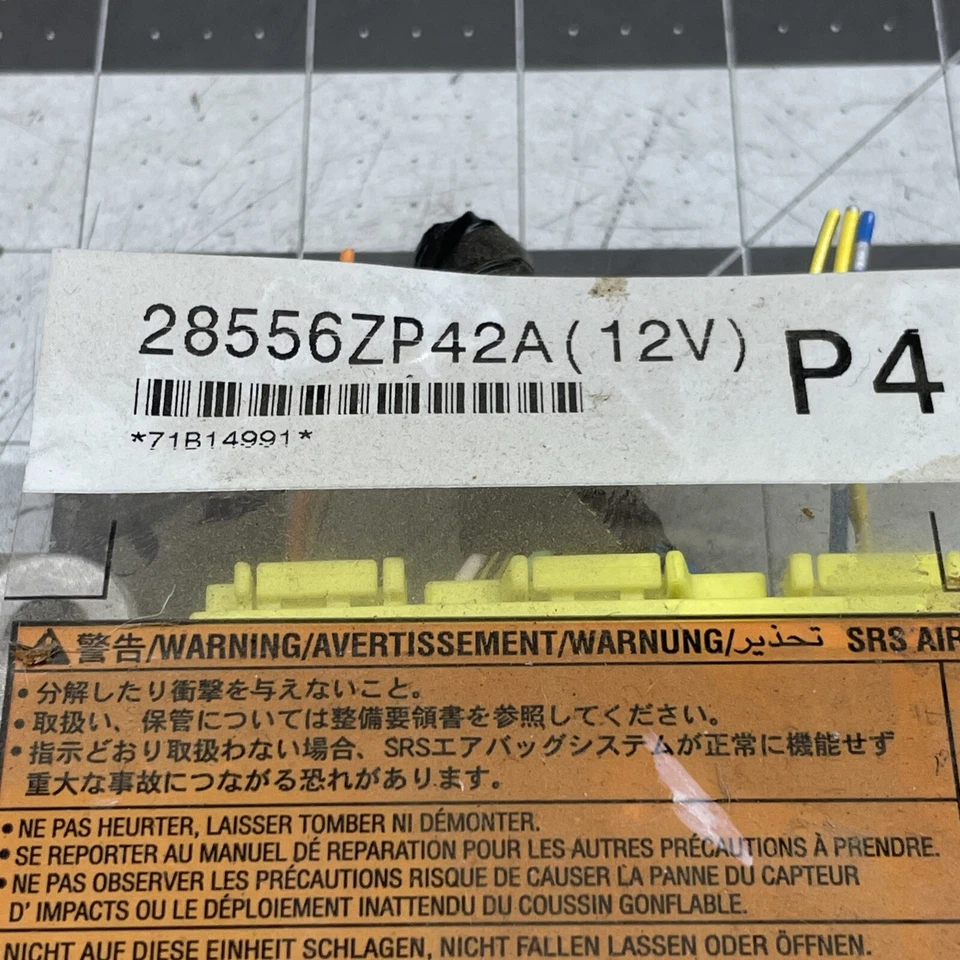 28556ZP42A(12V) P4
*71B14991*
警告/WARNING/AVERTISSEMENT/WARNUNG/تحذير SRS AIR
• 分解したり衝撃を与えないこと。
• 取扱い、保管については整備要領書を参照してください。
• 指示どおり取扱わない場合、SRSエアバッグシステムが正常に機能せず
重大な事故につながる恐れがあります。
• NE PAS HEURTER, LAISSER TOMBER NI DÉMONTER.
• SE REPORTER AU MANUEL DÉ REPARATION POUR LES AUTRES PRÉCAUTIONS À PRENDRE.
• NE PAS OBSERVER LES PRÉCAUTIONS RISQUE DE CAUSER LA PANNE DU CAPTEUR
D' IMPACTS OU LE DÉPLOIEMENT INATTENDU DU COUSSIN GONFLABLE.
NICHT AUF DIESE EINHEIT SCHLAGEN, NICHT FALLEN LASSEN ODER ÖFFNEN.